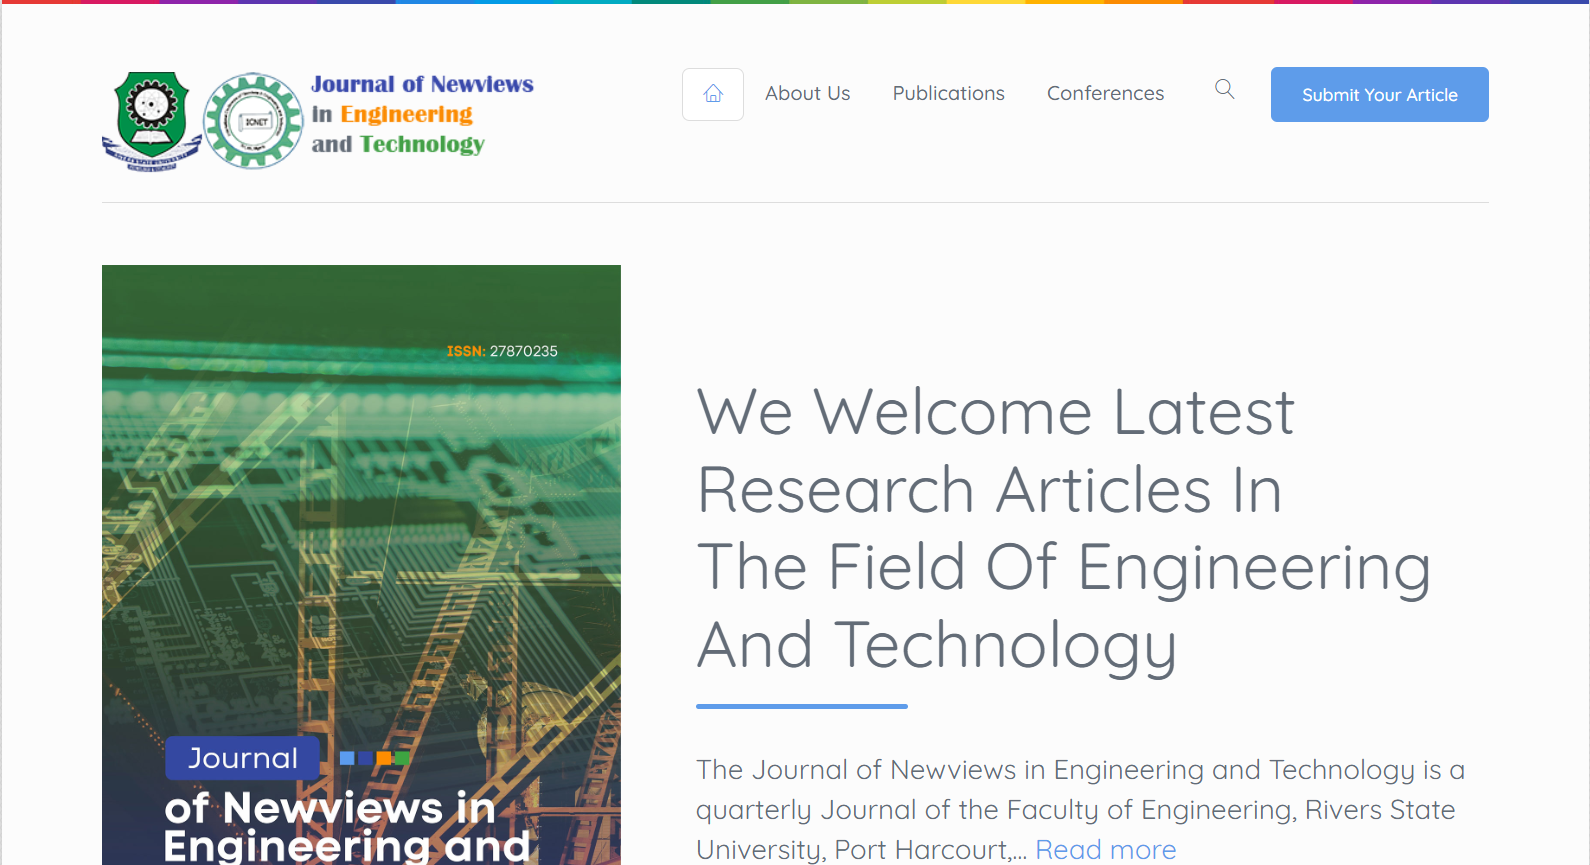 Journal of Newviews
in Engineering
and Technology
ICNET
About Us
Publications
Conferences
Submit Your Article
ISSN: 27870235
Journal
of Newviews in
Engineering and
We Welcome Latest
Research Articles In
The Field Of Engineering
And Technology
The Journal of Newviews in Engineering and Technology is a
quarterly Journal of the Faculty of Engineering, Rivers State
University, Port Harcourt,... Read more